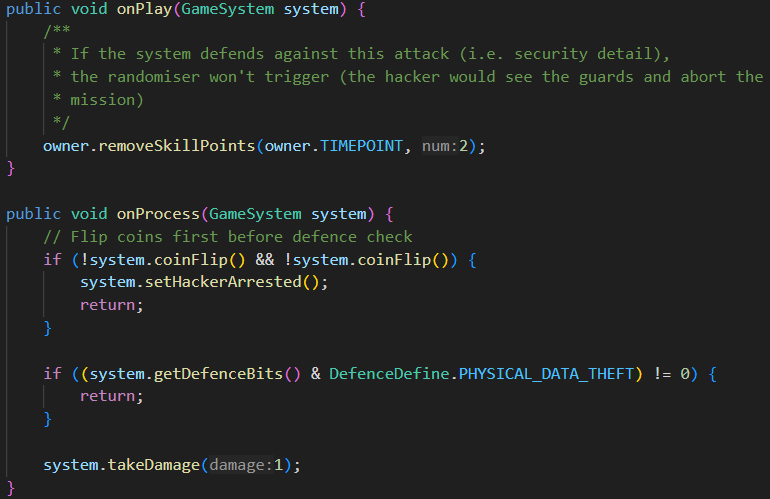 public void onPlay(GameSystem system) {
    /**
     * If the system defends against this attack (i.e. security detail),
     * the randomiser won't trigger (the hacker would see the guards and abort the
     * mission)
     */
    owner.removeSkillPoints(owner.TIMEPOINT, num:2);
}

public void onProcess(GameSystem system) {
    // Flip coins first before defence check
    if (!system.coinFlip() && !system.coinFlip()) {
        system.setHackerArrested();
        return;
    }

    if ((system.getDefenceBits() & DefenceDefine.PHYSICAL_DATA_THEFT) != 0) {
        return;
    }

    system.takeDamage(damage:1);
}